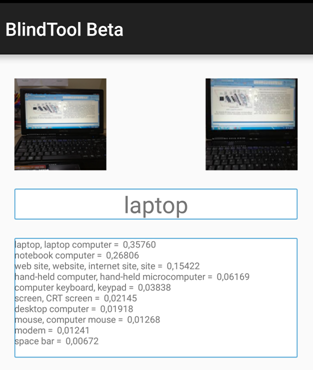 BlindTool Beta
laptop
laptop, laptop computer = 0,35760
notebook computer = 0,26806
web site, website, internet site, site = 0,15422
hand-held computer, hand-held microcomputer = 0,06169
computer keyboard, keypad = 0,03838
screen, CRT screen = 0,02145
desktop computer = 0,01918
mouse, computer mouse = 0,01268
modem = 0,01241
space bar = 0,00672